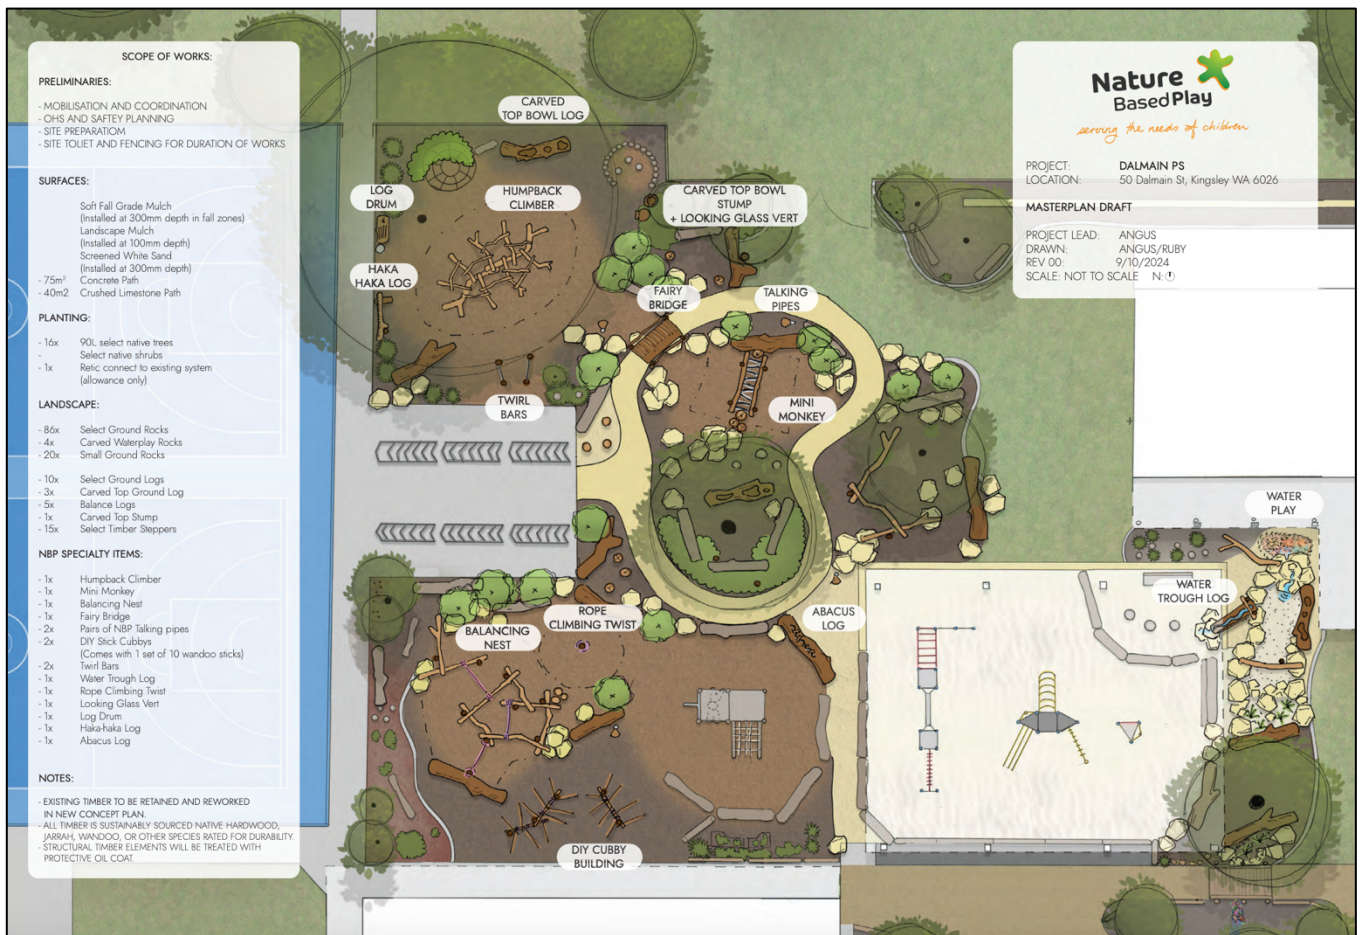 SCOPE OF WORKS:
PRELIMINARIES:
- MOBILISATION AND COORDINATION
- OHS AND SAFTEY PLANNING
- SITE PREPARATIOM
- SITE TOLIET AND FENCING FOR DURATION OF WORKS
SURFACES:
Soft Fall Grade Mulch
(Installed at 300mm depth in fall zones)
Landscape Mulch
(Installed at 100mm depth)
Screened White Sand
(Installed at 300mm depth)
- 75m² Concrete Path
- 40m2 Crushed Limestone Path
PLANTING:
- 16x 90L select native trees
- Select native shrubs
- 1x Retic connect to existing system
(allowance only)
LANDSCAPE:
- 86x Select Ground Rocks
- 4x Carved Waterplay Rocks
- 20x Small Ground Rocks
- 10x Select Ground Logs
- 3x Carved Top Ground Log
- 5x Balance Logs
- 1x Carved Top Stump
- 15x Select Timber Steppers
NBP SPECIALTY ITEMS:
- 1x Humpback Climber
- 1x Mini Monkey
- 1x Balancing Nest
- 1x Fairy Bridge
- 2x Pairs of NBP Talking pipes
- 2x DIY Stick Cubbys
(Comes with 1 set of 10 wandoo sticks)
- 2x Twirl Bars
- 1x Water Trough Log
- 1x Rope Climbing Twist
- 1x Looking Glass Vert
- 1x Log Drum
- 1x Haka-haka Log
- 1x Abacus Log
NOTES:
- EXISTING TIMBER TO BE RETAINED AND REWORKED
IN NEW CONCEPT PLAN.
- ALL TIMBER IS SUSTAINABLY SOURCED NATIVE HARDWOOD,
JARRAH, WANDOO, OR OTHER SPECIES RATED FOR DURABILITY.
- STRUCTURAL TIMBER ELEMENTS WILL BE TREATED WITH
PROTECTIVE OIL COAT.
CARVED
TOP BOWL LOG
LOG
DRUM
HUMPBACK
CLIMBER
CARVED TOP BOWL
STUMP
+ LOOKING GLASS VERT
HAKA
HAKA LOG
FAIRY
BRIDGE
TALKING
PIPES
TWIRL
BARS
MINI
MONKEY
WATER
PLAY
WATER
TROUGH LOG
ROPE
CLIMBING TWIST
ABACUS
LOG
BALANCING
NEST
DIY CUBBY
BUILDING
Nature
Based Play
serving the needs of children
PROJECT: DALMAIN PS
LOCATION: 50 Dalmain St, Kingsley WA 6026
MASTERPLAN DRAFT
PROJECT LEAD: ANGUS
DRAWN: ANGUS/RUBY
REV 00: 9/10/2024
SCALE: NOT TO SCALE N: